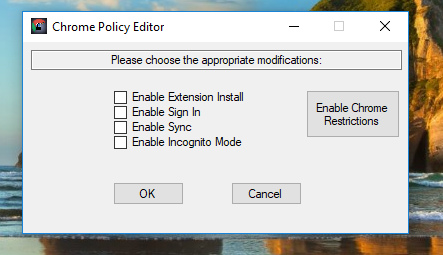 Chrome Policy Editor
Please choose the appropriate modifications:
Enable Extension Install
Enable Sign In
Enable Sync
Enable Incognito Mode
Enable Chrome
Restrictions
OK
Cancel